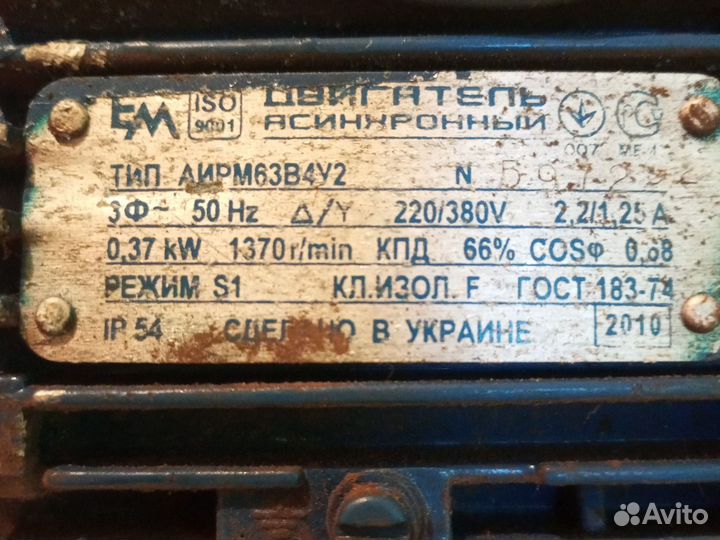 EM ISO 9001 ДВИГАТЕЛЬ АСИНХРОННЫЙ
007
ТИП АИРМ63В4У2 N
3Ф~ 50 Hz Δ/Y 220/380V 2,2/1,25 A
0,37 kW 1370 r/min КПД 66% COSφ 0,68
РЕЖИМ S1 КЛ.ИЗОЛ. F ГОСТ 183-74
IP 54 СДЕЛАНО В УКРАИНЕ 2010
Avito